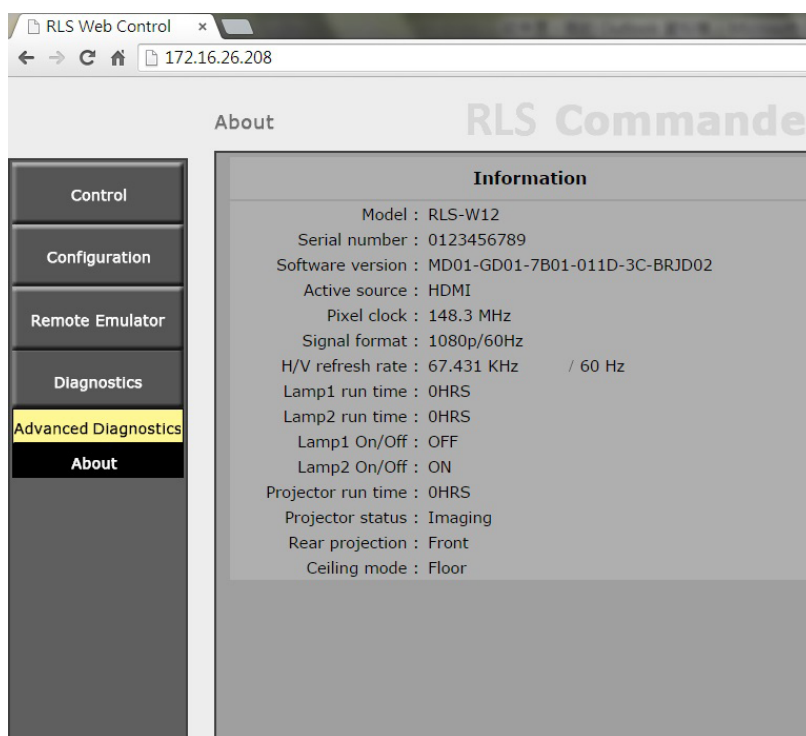 RLS Web Control ×
172.16.26.208
About
RLS Commande
Control
Configuration
Remote Emulator
Diagnostics
Advanced Diagnostics
About
Information
Model : RLS-W12
Serial number : 0123456789
Software version : MD01-GD01-7B01-011D-3C-BRJD02
Active source : HDMI
Pixel clock : 148.3 MHz
Signal format : 1080p/60Hz
H/V refresh rate : 67.431 KHz / 60 Hz
Lamp1 run time : 0HRS
Lamp2 run time : 0HRS
Lamp1 On/Off : OFF
Lamp2 On/Off : ON
Projector run time : 0HRS
Projector status : Imaging
Rear projection : Front
Ceiling mode : Floor